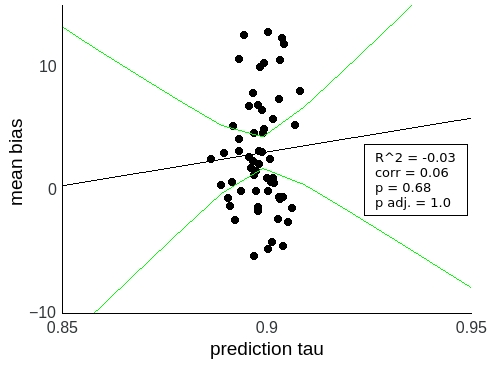 10
0
−10
mean bias
R^2 = -0.03
corr = 0.06
p = 0.68
p adj. = 1.0
0.85
0.9
0.95
prediction tau